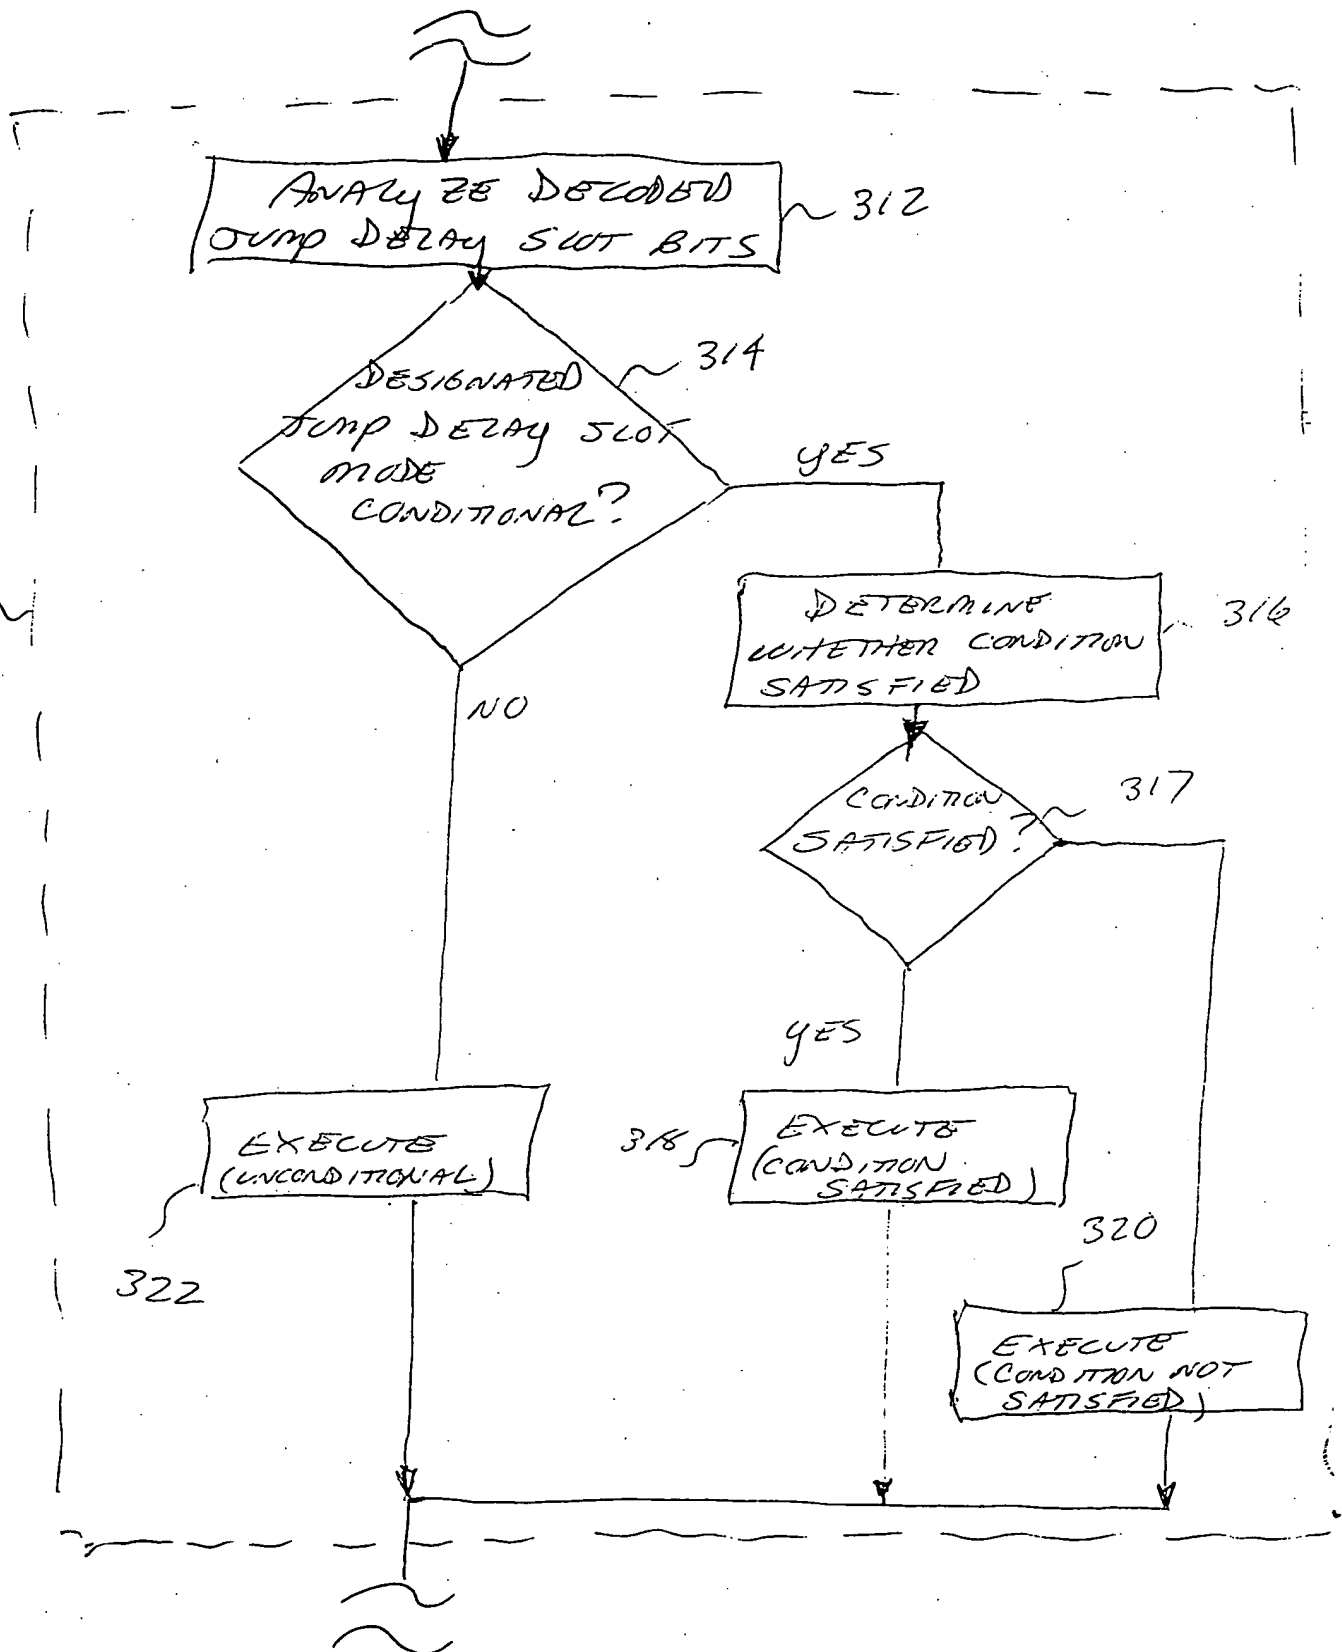 ANALYZE DECODED
JUMP DELAY SLOT BITS
312
DESIGNATED
JUMP DELAY SLOT
MODE
CONDITIONAL?
314
YES
NO
DETERMINE
WHETHER CONDITION
SATISFIED
316
CONDITION
SATISFIED?
317
YES
EXECUTE
(UNCONDITIONAL)
322
318
EXECUTE
(CONDITION
SATISFIED)
320
EXECUTE
(CONDITION NOT
SATISFIED)